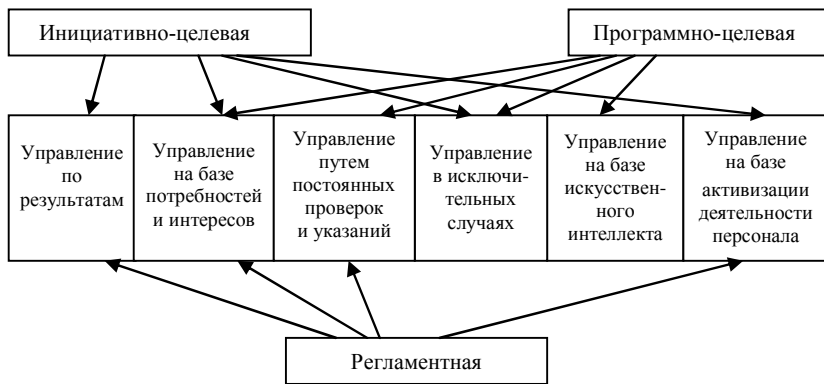 Инициативно-целевая
Программно-целевая
Управление
по
результатам
Управление
на базе
потребностей
и интересов
Управление
путем
постоянных
проверок
и указаний
Управление
в исключи-
тельных
случаях
Управление
на базе
искусствен-
ного
интеллекта
Управление
на базе
активизации
деятельности
персонала
Регламентная